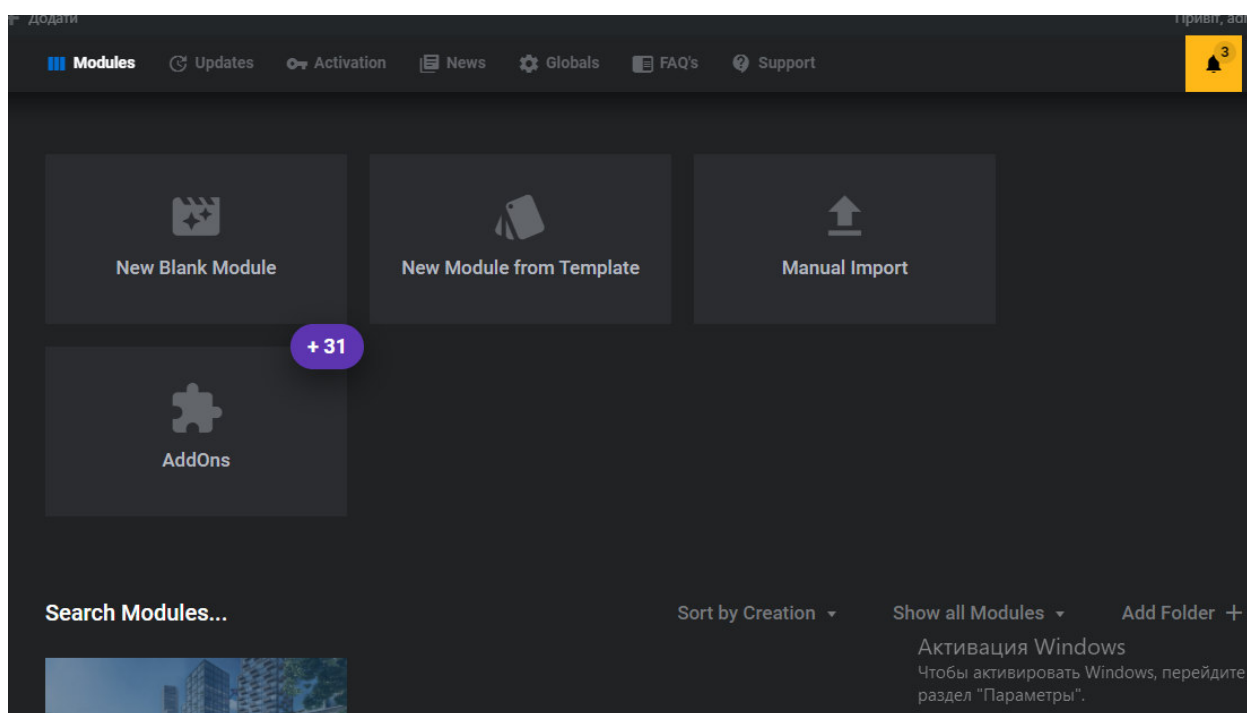 Додати
Привіт, adi
Modules Updates Activation News Globals FAQ's Support
3
New Blank Module
New Module from Template
Manual Import
+ 31
AddOns
Search Modules...
Sort by Creation
Show all Modules
Add Folder +
Активация Windows
Чтобы активировать Windows, перейдите
раздел "Параметры".